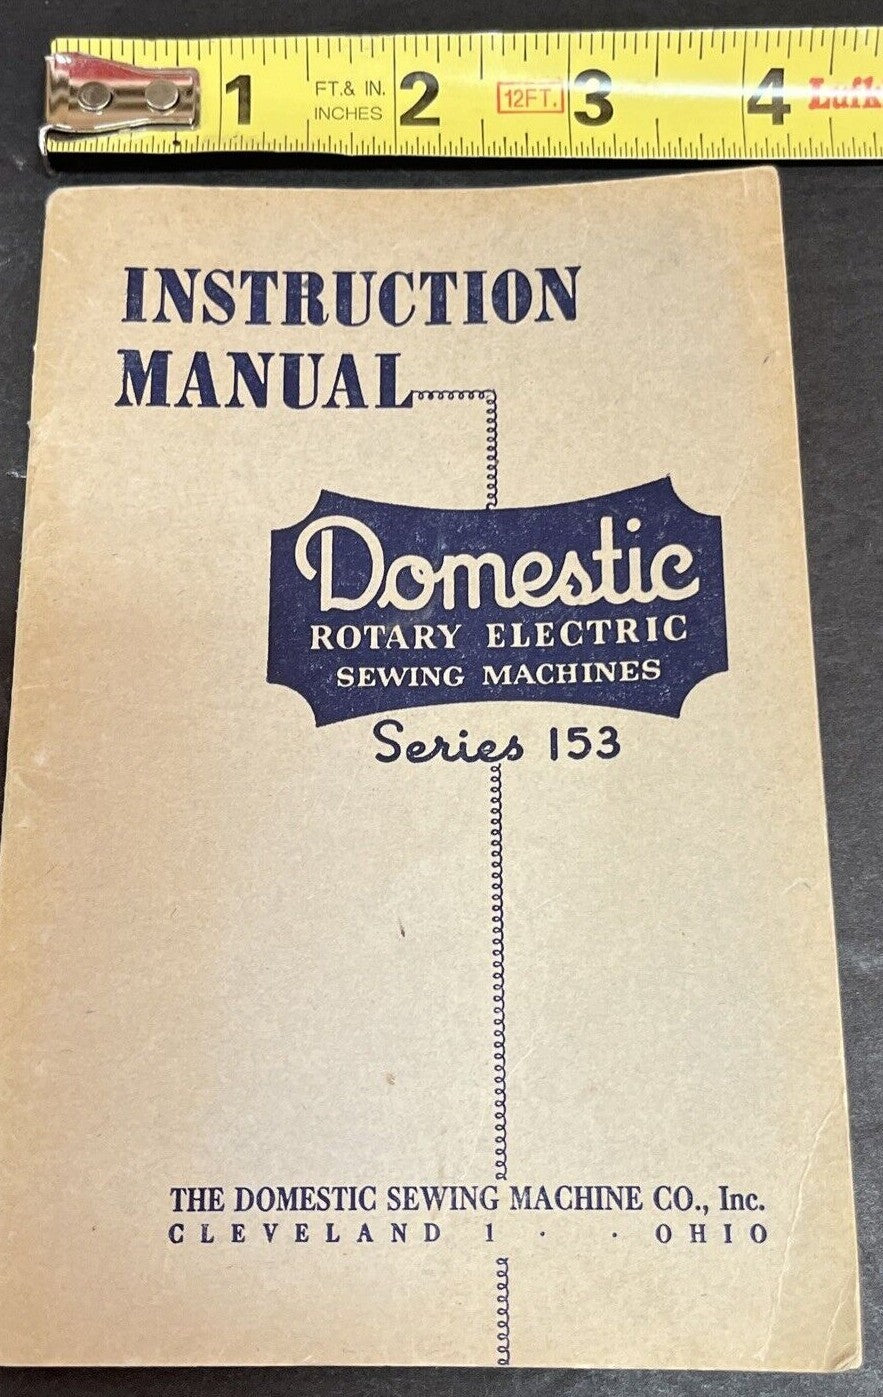 1 FT. & IN. 2 12FT. 3 4
INCHES
INSTRUCTION
MANUAL
Domestic
ROTARY ELECTRIC
SEWING MACHINES
Series 153
THE DOMESTIC SEWING MACHINE CO., Inc.
CLEVELAND 1 · · OHIO